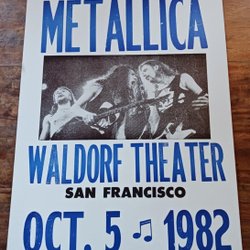 METALLICA
WALDORF THEATER
SAN FRANCISCO
OCT. 5 ♫ 1982